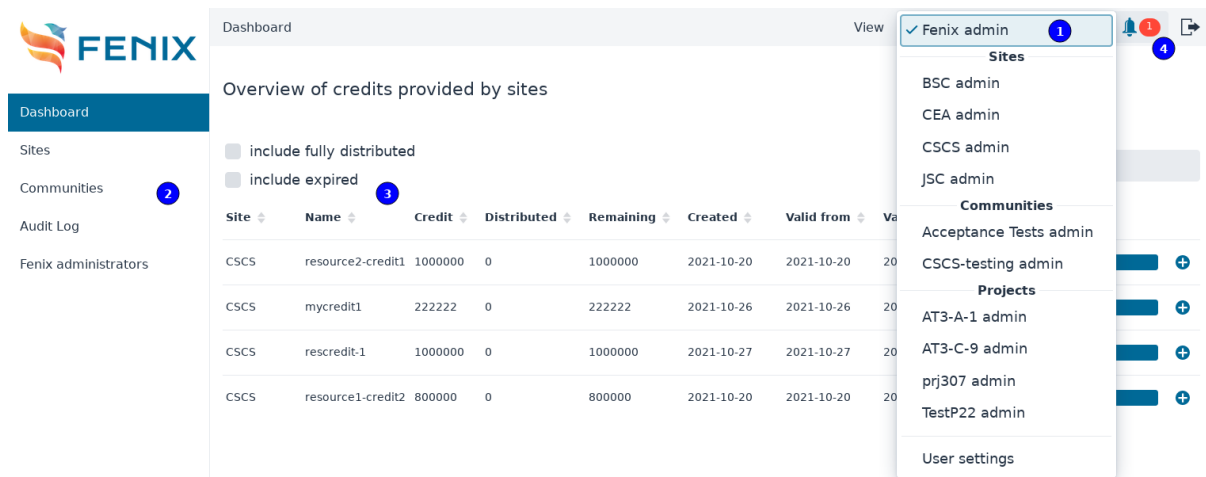 FENIX
Dashboard
Sites
Communities
2
Audit Log
Fenix administrators
Dashboard
View
1
4
Overview of credits provided by sites
include fully distributed
include expired
3
Site Name Credit Distributed Remaining Created Valid from Va
CSCS resource2-credit1 1000000 0 1000000 2021-10-20 2021-10-20 20
CSCS mycredit1 222222 0 222222 2021-10-26 2021-10-26 20
CSCS rescredit-1 1000000 0 1000000 2021-10-27 2021-10-27 20
CSCS resource1-credit2 800000 0 800000 2021-10-20 2021-10-20 20
Fenix admin
1
Sites
BSC admin
CEA admin
CSCS admin
JSC admin
Communities
Acceptance Tests admin
CSCS-testing admin
Projects
AT3-A-1 admin
AT3-C-9 admin
prj307 admin
TestP22 admin
User settings